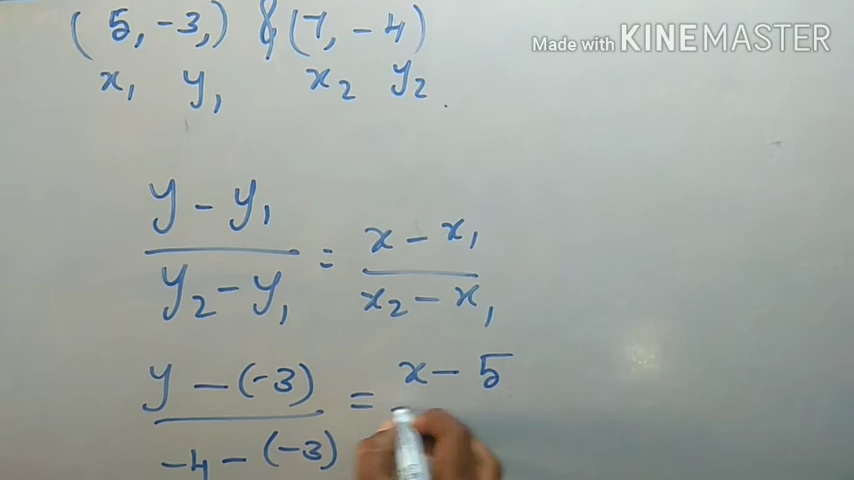 (5, -3,) & (7, -4)
Made with KINEMASTER
x₁ y₁ x₂ y₂.
y - y₁ / y₂ - y₁ = x - x₁ / x₂ - x₁
y - (-3) / -4 - (-3) = x - 5